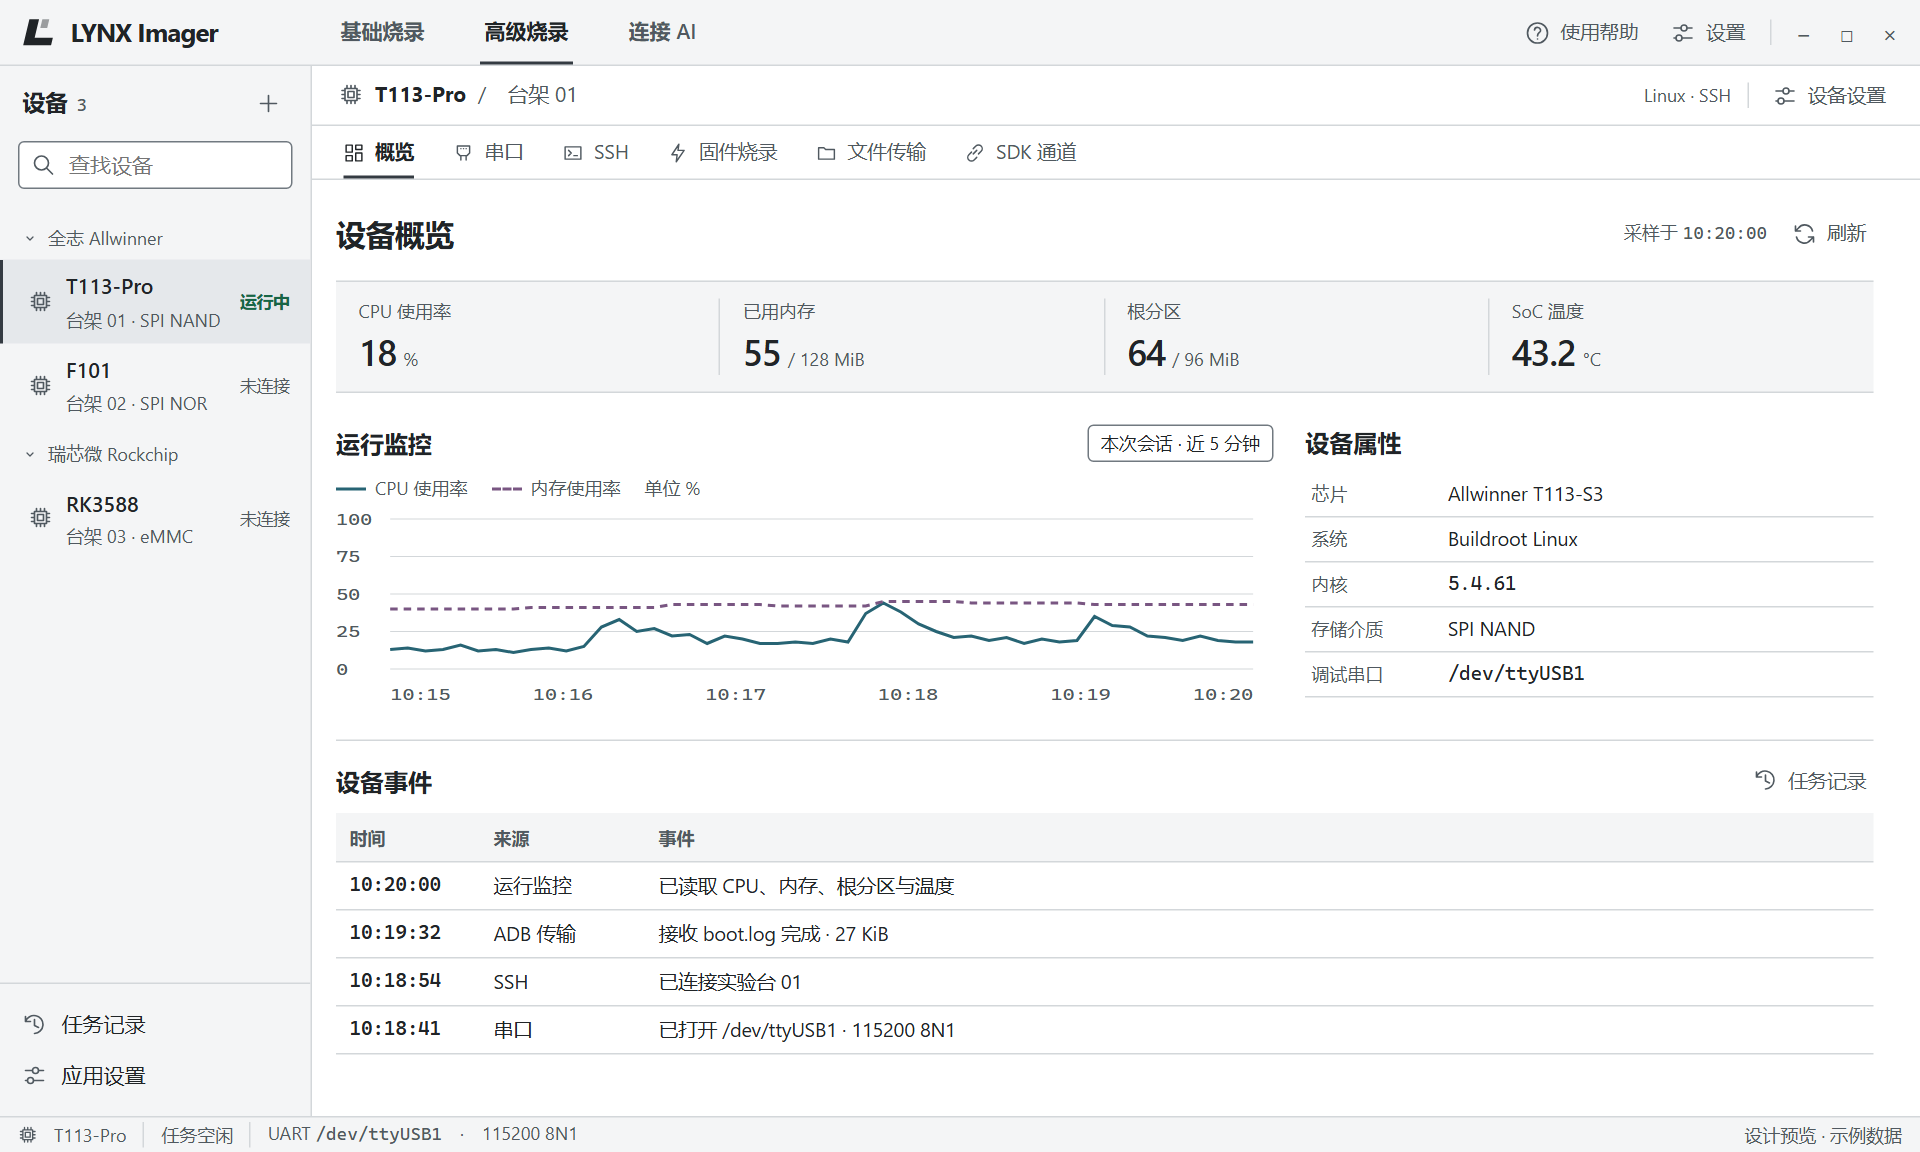 LYNX Imager
基础烧录 高级烧录 连接 AI
使用帮助 设置
设备 3
查找设备
全志 Allwinner
T113-Pro
台架 01 · SPI NAND
运行中
F101
台架 02 · SPI NOR
未连接
瑞芯微 Rockchip
RK3588
台架 03 · eMMC
未连接
任务记录
应用设置
T113-Pro / 台架 01
Linux · SSH 设备设置
概览 串口 SSH 固件烧录 文件传输 SDK 通道
设备概览
采样于 10:20:00 刷新
CPU 使用率
18 %
已用内存
55 / 128 MiB
根分区
64 / 96 MiB
SoC 温度
43.2 °C
运行监控
本次会话 · 近 5 分钟
CPU 使用率 内存使用率 单位 %
100
75
50
25
0
10:15 10:16 10:17 10:18 10:19 10:20
设备属性
芯片 Allwinner T113-S3
系统 Buildroot Linux
内核 5.4.61
存储介质 SPI NAND
调试串口 /dev/ttyUSB1
设备事件
任务记录
时间 来源 事件
10:20:00 运行监控 已读取 CPU、内存、根分区与温度
10:19:32 ADB 传输 接收 boot.log 完成 · 27 KiB
10:18:54 SSH 已连接实验台 01
10:18:41 串口 已打开 /dev/ttyUSB1 · 115200 8N1
T113-Pro 任务空闲 UART /dev/ttyUSB1 · 115200 8N1
设计预览 · 示例数据